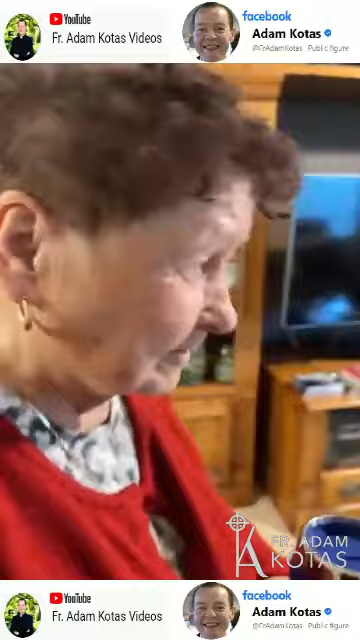 YouTube
Fr. Adam Kotas Videos
facebook
Adam Kotas
@FrAdamKotas · Public figure
FR. ADAM
KOTAS
YouTube
Fr. Adam Kotas Videos
facebook
Adam Kotas
@FrAdamKotas · Public figure